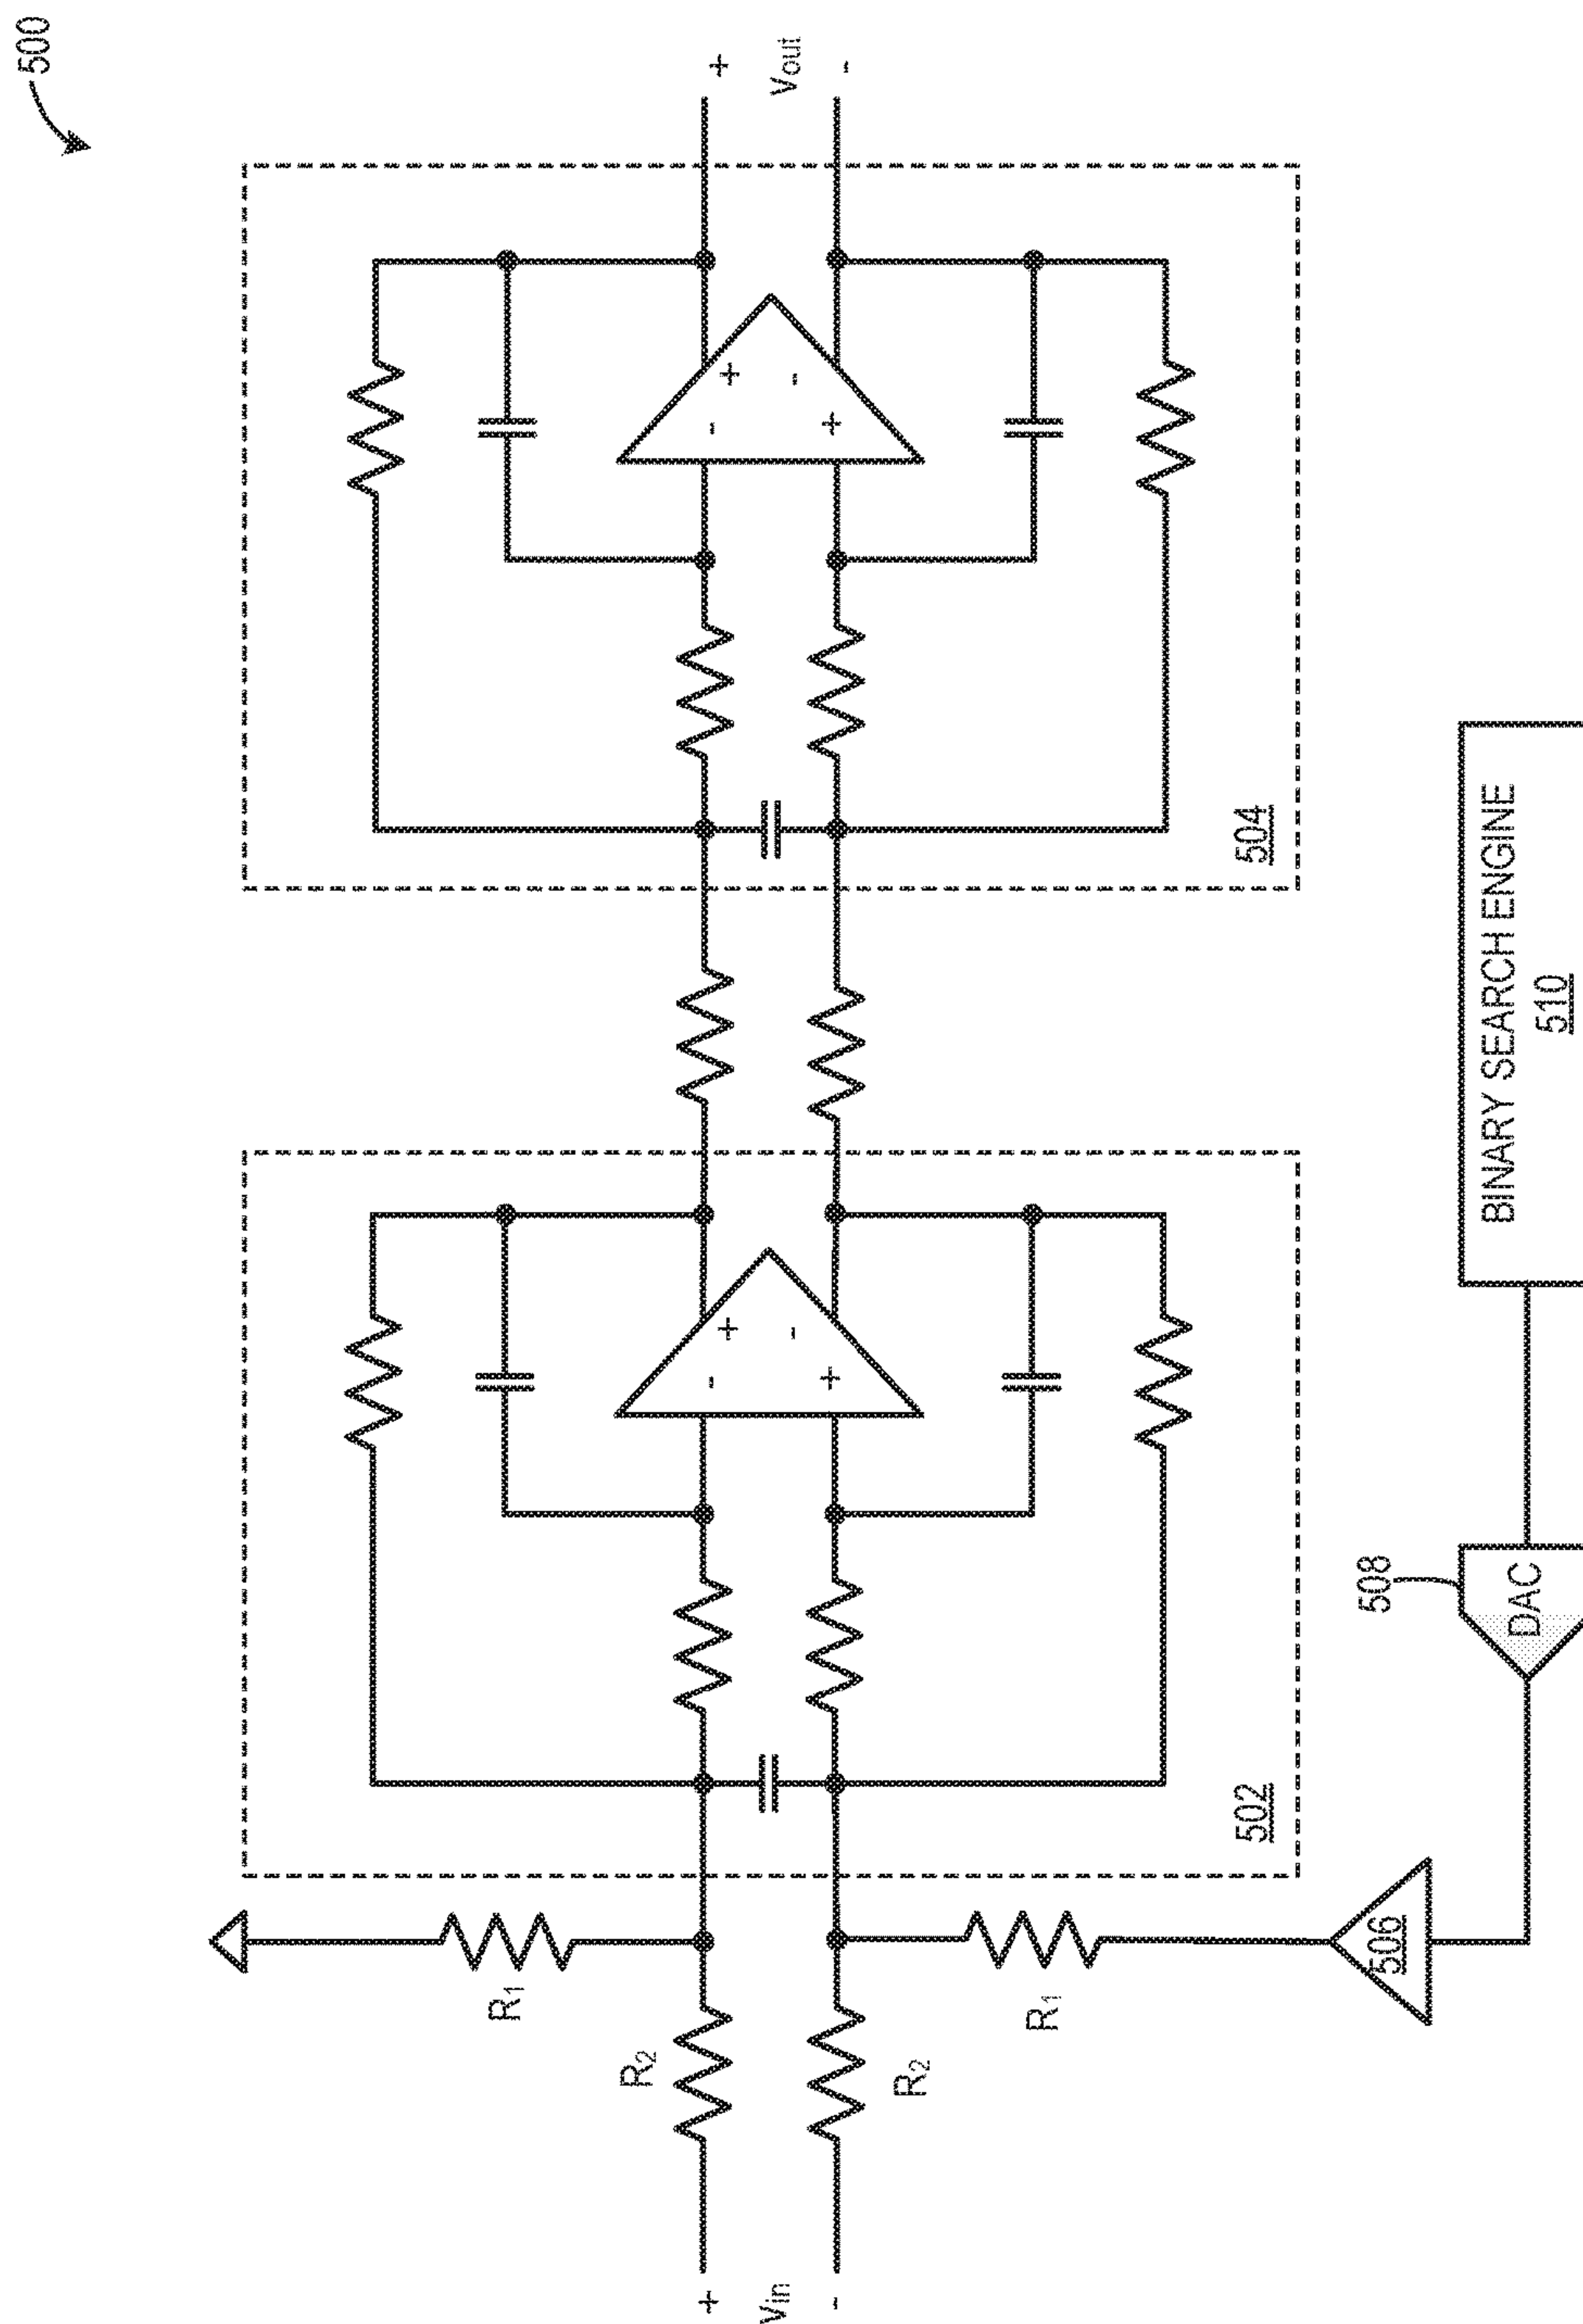 500
+
Vout
-
+
-
-
+
504
+
-
-
+
502
R1
R2
R2
R1
+
Vin
-
506
508
DAC
BINARY SEARCH ENGINE
510